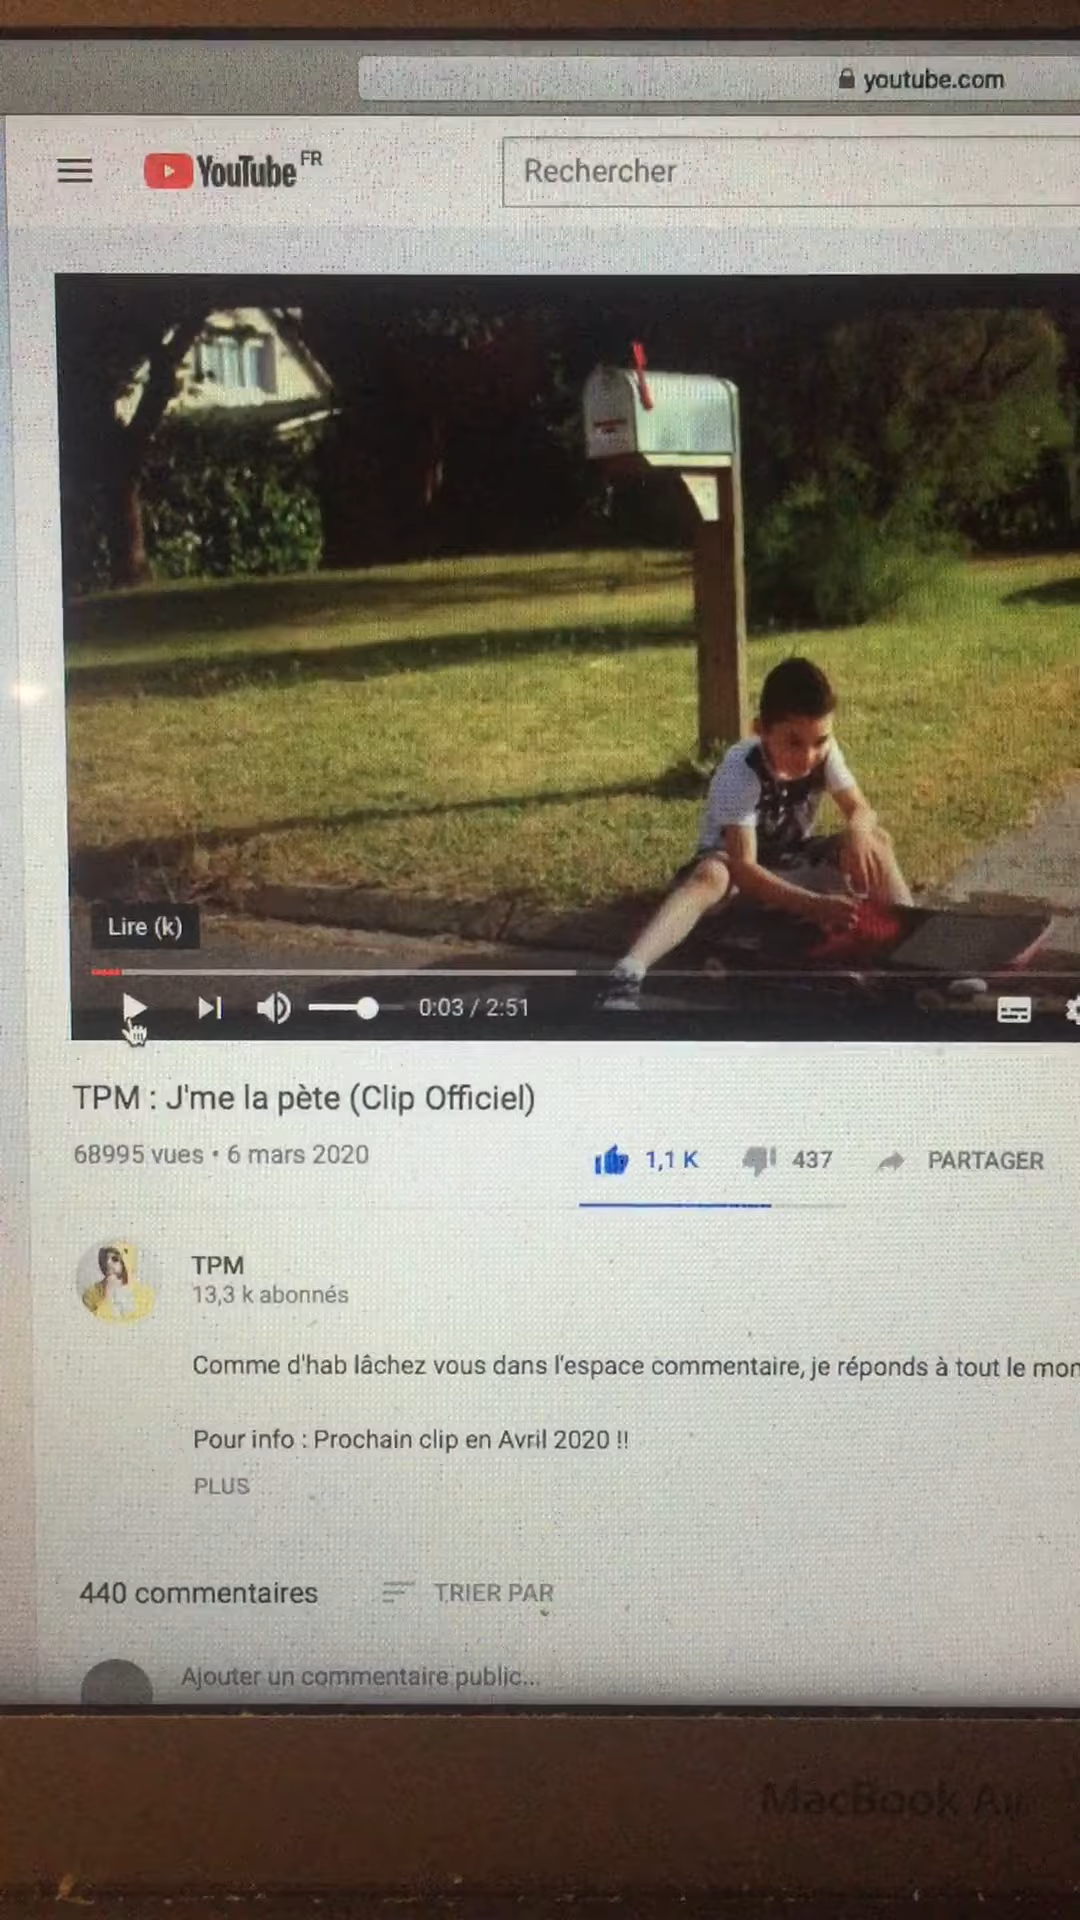 youtube.com
YouTube FR
Rechercher
Lire (k)
0:03 / 2:51
TPM : J'me la pète (Clip Officiel)
68995 vues • 6 mars 2020
1,1 K
437
PARTAGER
TPM
13,3 k abonnés
Comme d'hab lâchez vous dans l'espace commentaire, je réponds à tout le mon
Pour info : Prochain clip en Avril 2020 !!
PLUS
440 commentaires
TRIER PAR
Ajouter un commentaire public...
MacBook Air